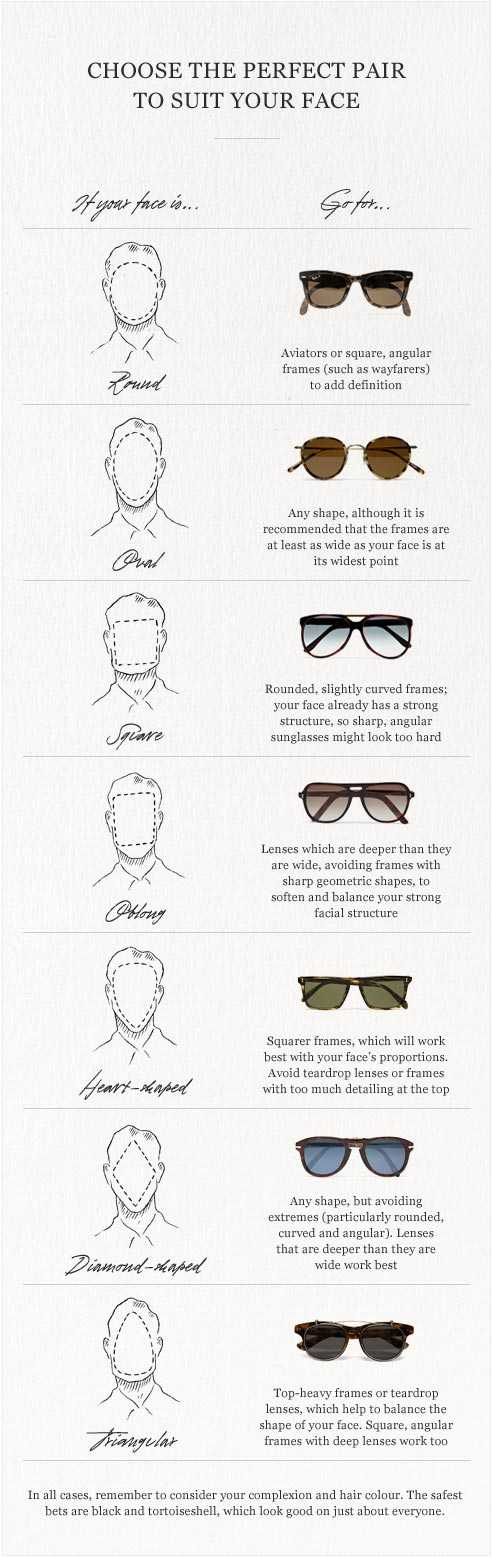 CHOOSE THE PERFECT PAIR
TO SUIT YOUR FACE
If your face is...
Go for...
Aviators or square, angular
frames (such as wayfarers)
to add definition
Round
Any shape, although it is
recommended that the frames are
at least as wide as your face is at
its widest point
Oval
Rounded, slightly curved frames;
your face already has a strong
structure, so sharp, angular
sunglasses might look too hard
Square
Lenses which are deeper than they
are wide, avoiding frames with
sharp geometric shapes, to
soften and balance your strong
facial structure
Oblong
Squarer frames, which will work
best with your face's proportions.
Avoid teardrop lenses or frames
with too much detailing at the top
Heart-shaped
Any shape, but avoiding
extremes (particularly rounded,
curved and angular). Lenses
that are deeper than they are
wide work best
Diamond-shaped
Top-heavy frames or teardrop
lenses, which help to balance the
shape of your face. Square, angular
frames with deep lenses work too
Triangular
In all cases, remember to consider your complexion and hair colour. The safest
bets are black and tortoiseshell, which look good on just about everyone.